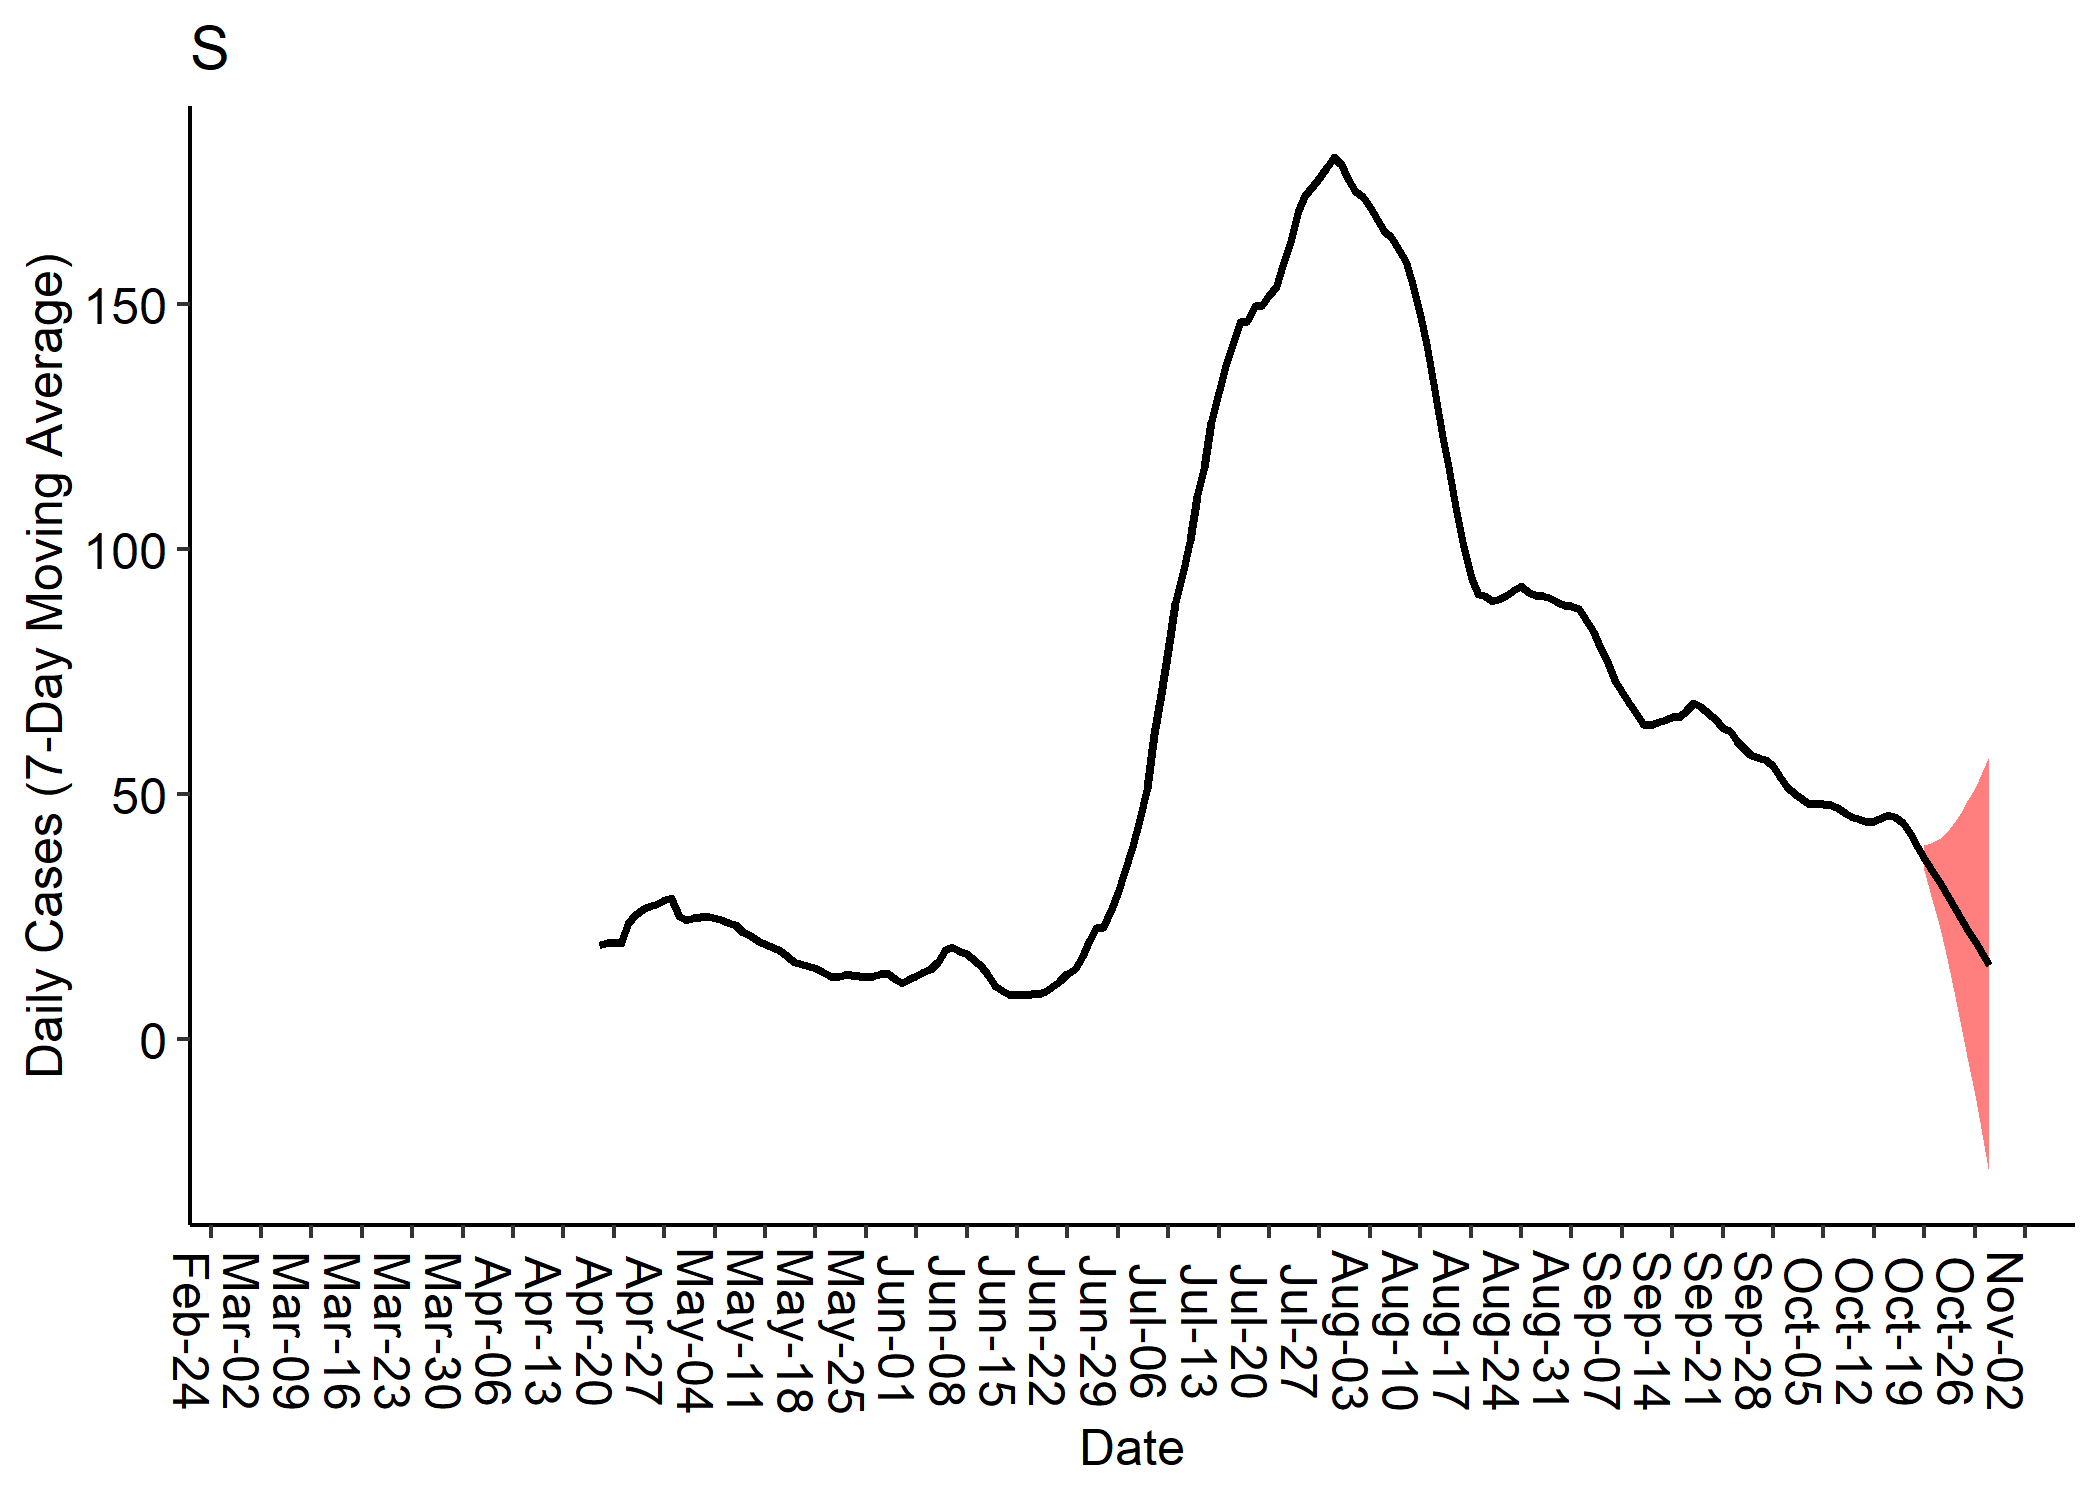 S
Daily Cases (7-Day Moving Average)
150
100
50
0
Feb-24
Mar-02
Mar-09
Mar-16
Mar-23
Mar-30
Apr-06
Apr-13
Apr-20
Apr-27
May-04
May-11
May-18
May-25
Jun-01
Jun-08
Jun-15
Jun-22
Jun-29
Jul-06
Jul-13
Jul-20
Jul-27
Aug-03
Aug-10
Aug-17
Aug-24
Aug-31
Sep-07
Sep-14
Sep-21
Sep-28
Oct-05
Oct-12
Oct-19
Oct-26
Nov-02
Date